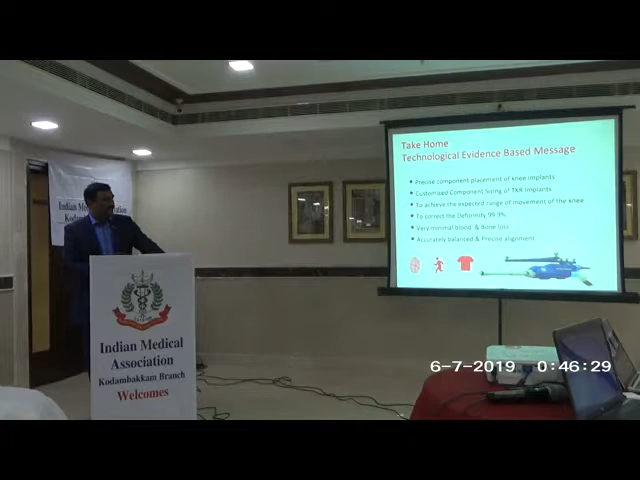 Take Home
Technological Evidence Based Message
Precise component placement of knee implants
Customised Component Sizing of TKR Implants
To achieve the expected range of movement of the knee
To correct the Deformity 99.9%
Very minimal blood & Bone loss
Accurately balanced & Precise alignment
Indian
Indian Medical
Association
Kodambakkam Branch
Welcomes
6-7-2019 0:46:29